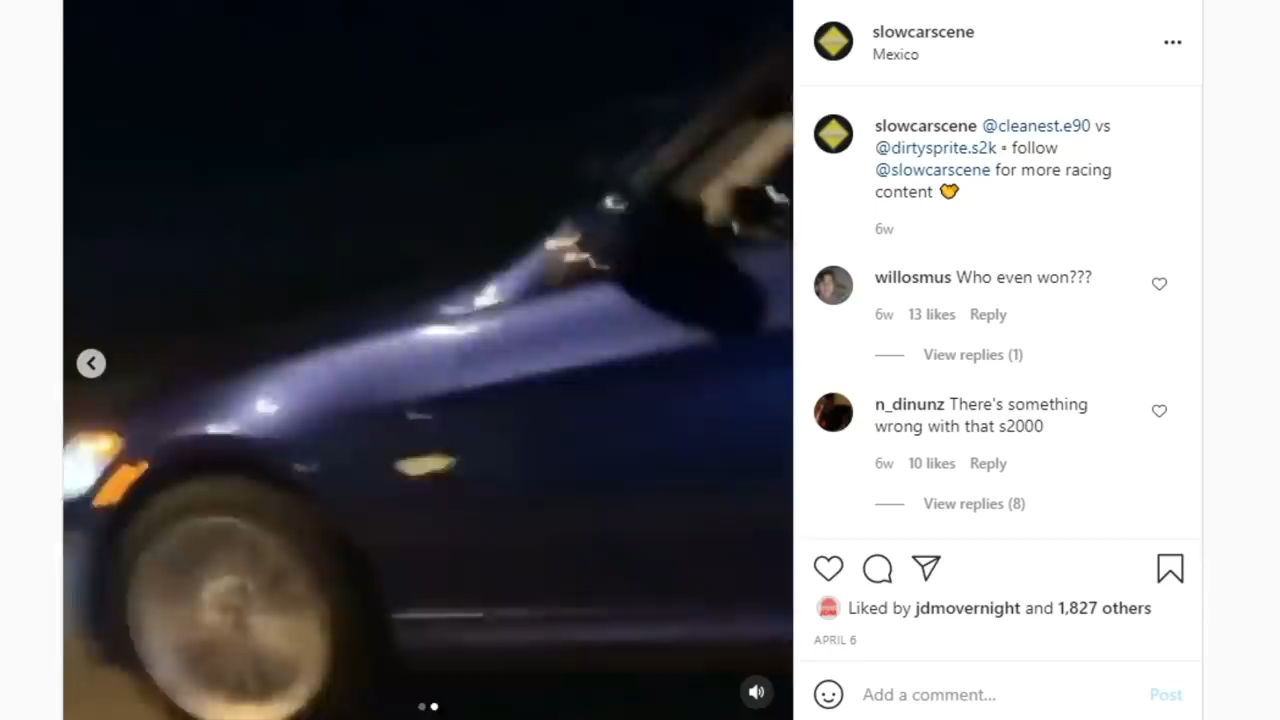 slowcarscene
Mexico
slowcarscene @cleanest.e90 vs
@dirtysprite.s2k • follow
@slowcarscene for more racing
content
6w
willosmus Who even won???
6w 13 likes Reply
View replies (1)
n_dinunz There's something
wrong with that s2000
6w 10 likes Reply
View replies (8)
Liked by jdmovernight and 1,827 others
APRIL 6
Add a comment... Post